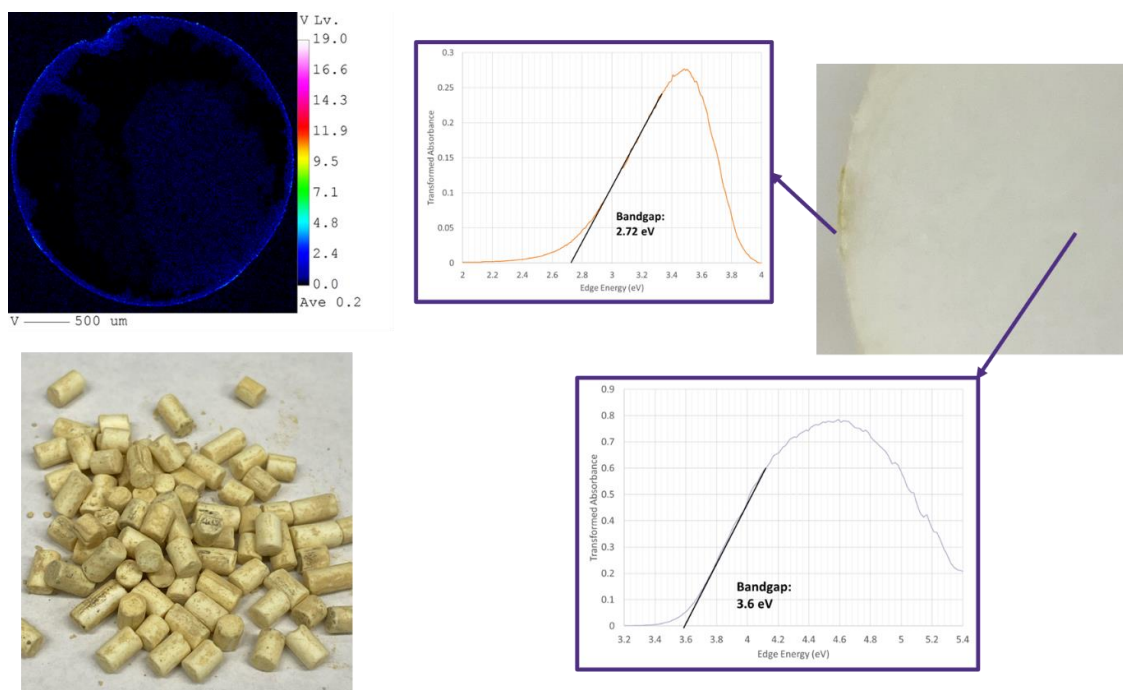 V Lv.
19.0
16.6
14.3
11.9
9.5
7.1
4.8
2.4
0.0
Ave 0.2
V 500 um
0.3
0.25
0.2
0.15
0.1
0.05
0
Transformed Absorbance
Bandgap:
2.72 eV
2 2.2 2.4 2.6 2.8 3 3.2 3.4 3.6 3.8 4
Edge Energy (eV)
0.9
0.8
0.7
0.6
0.5
0.4
0.3
0.2
0.1
0
Transformed Absorbance
Bandgap:
3.6 eV
3.2 3.4 3.6 3.8 4 4.2 4.4 4.6 4.8 5 5.2 5.4
Edge Energy (eV)